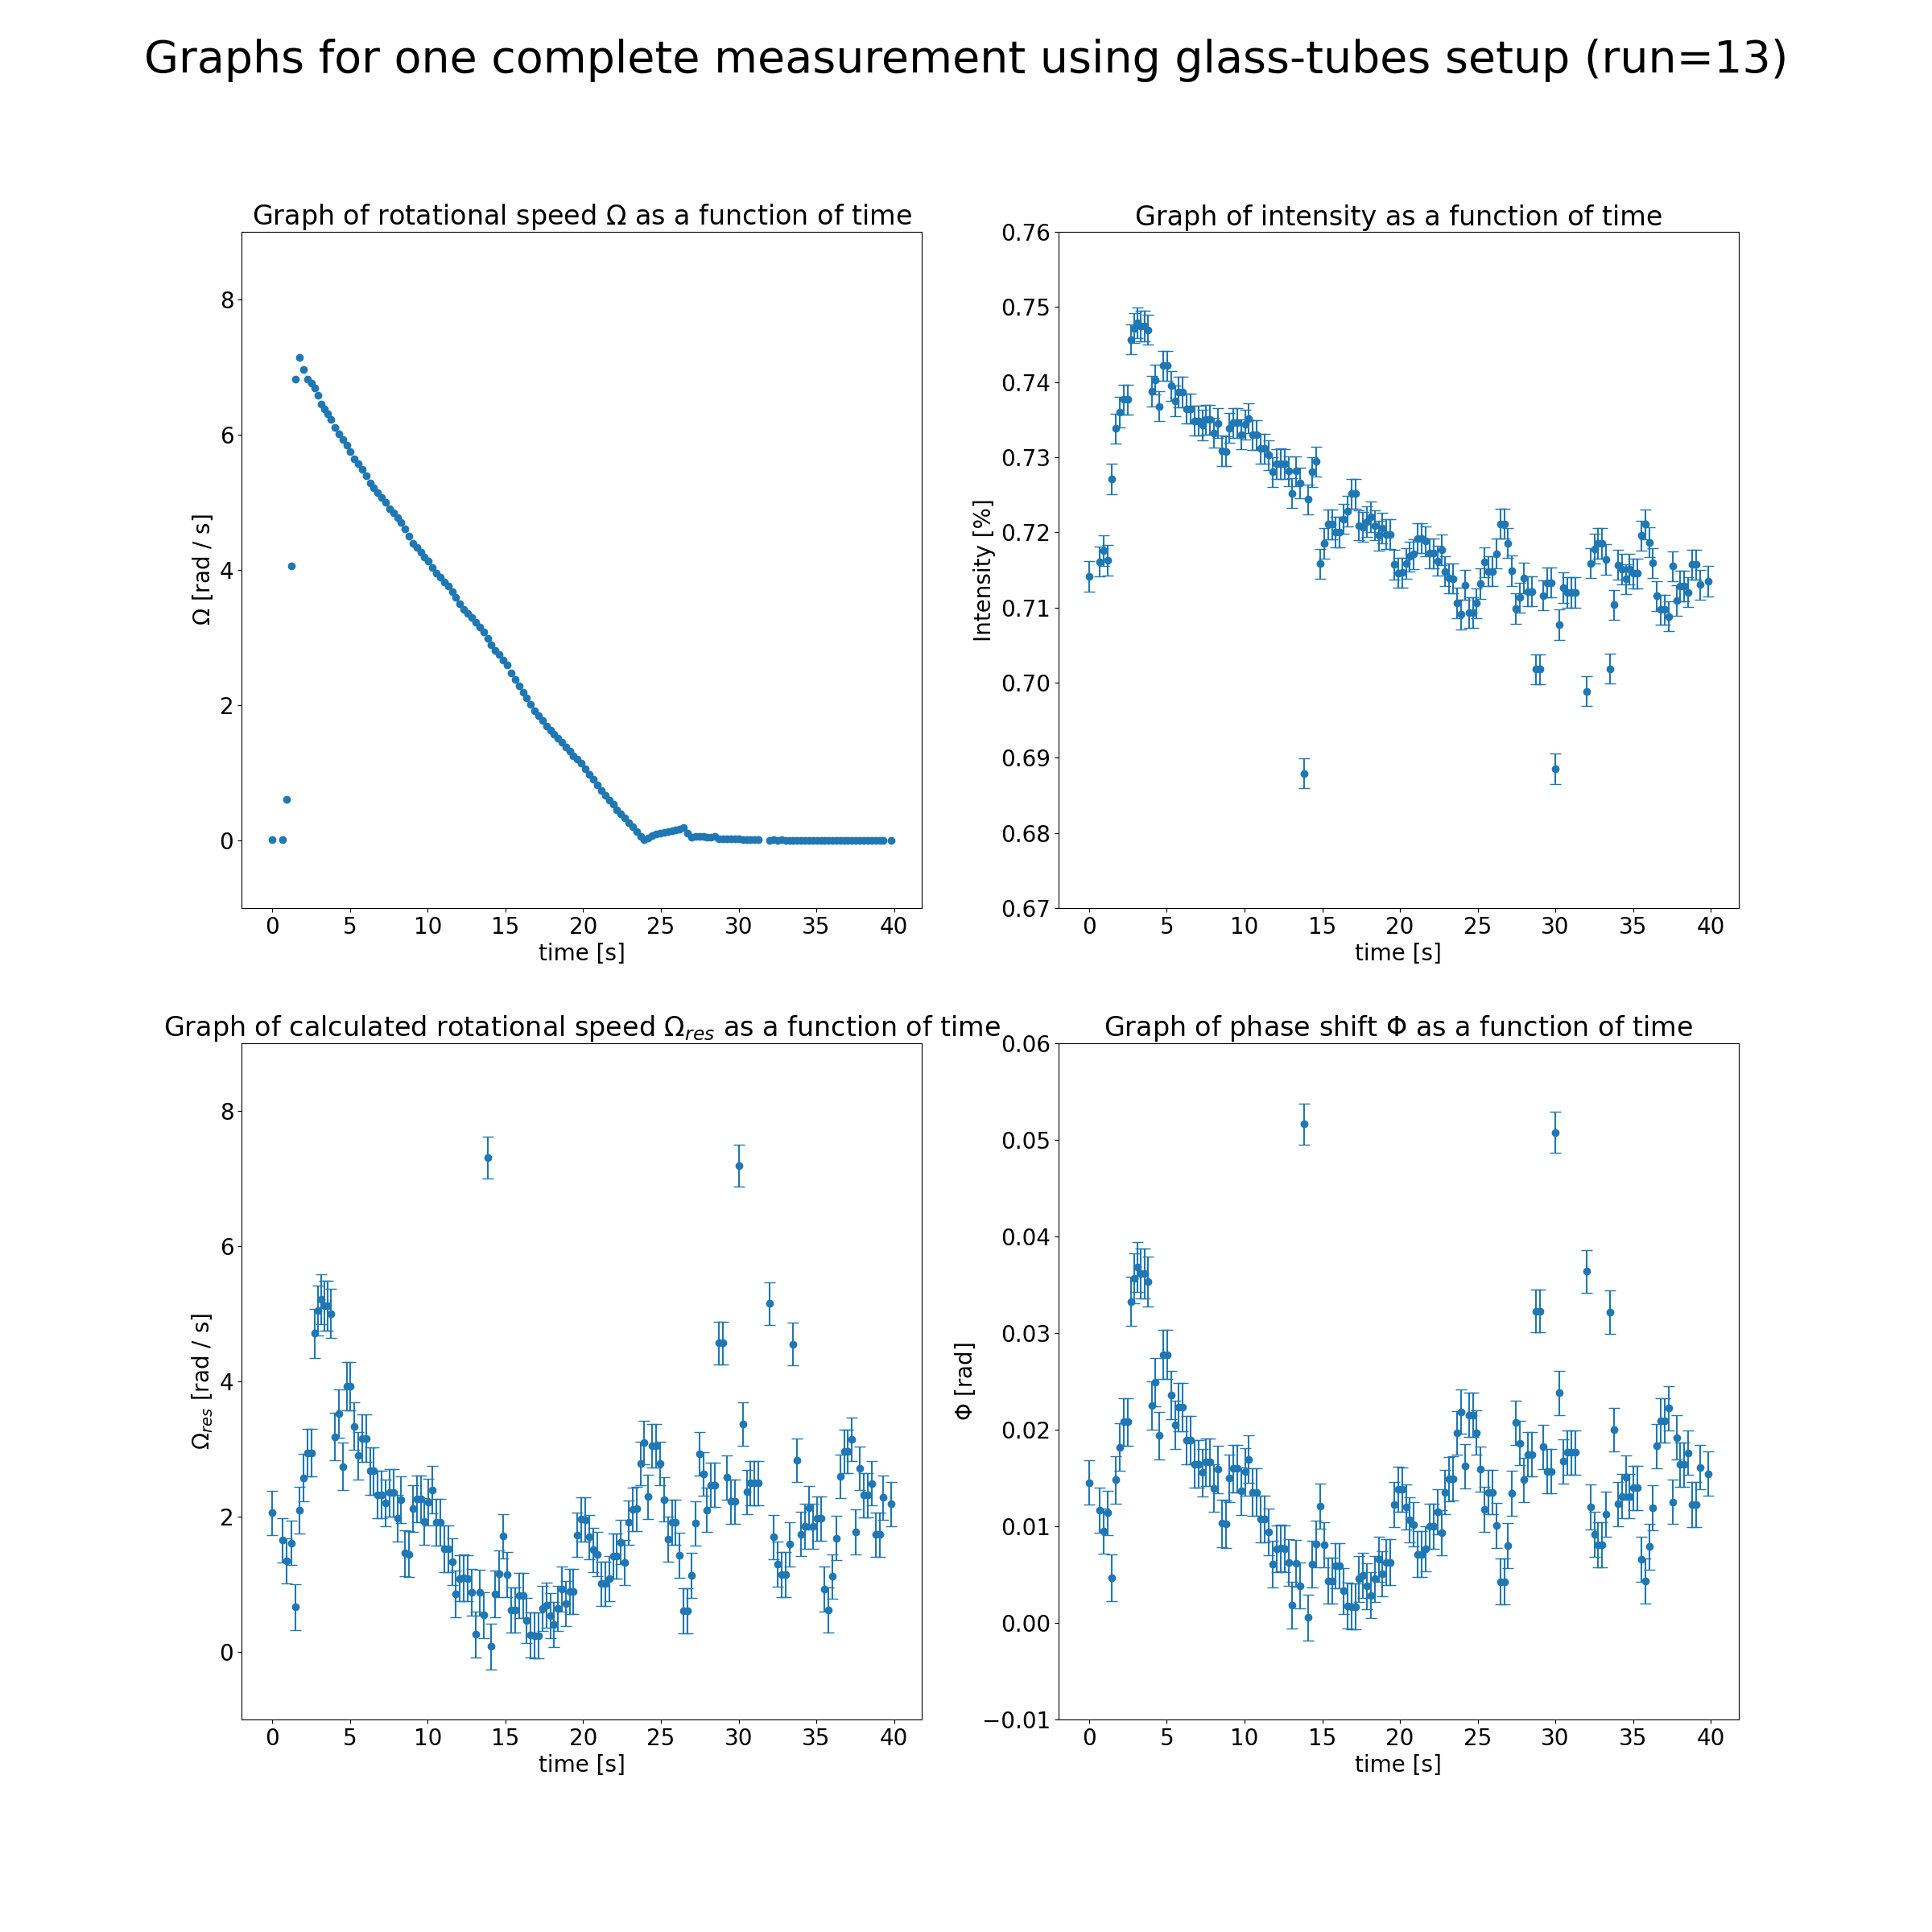 Graphs for one complete measurement using glass-tubes setup (run=13)
Graph of rotational speed Ω as a function of time
8
6
4
2
0
Ω [rad / s]
0 5 10 15 20 25 30 35 40
time [s]
Graph of intensity as a function of time
0.76
0.75
0.74
0.73
0.72
0.71
0.70
0.69
0.68
0.67
Intensity [%]
0 5 10 15 20 25 30 35 40
time [s]
Graph of calculated rotational speed Ωres as a function of time
8
6
4
2
0
Ωres [rad / s]
0 5 10 15 20 25 30 35 40
time [s]
Graph of phase shift Φ as a function of time
0.06
0.05
0.04
0.03
0.02
0.01
0.00
−0.01
Φ [rad]
0 5 10 15 20 25 30 35 40
time [s]